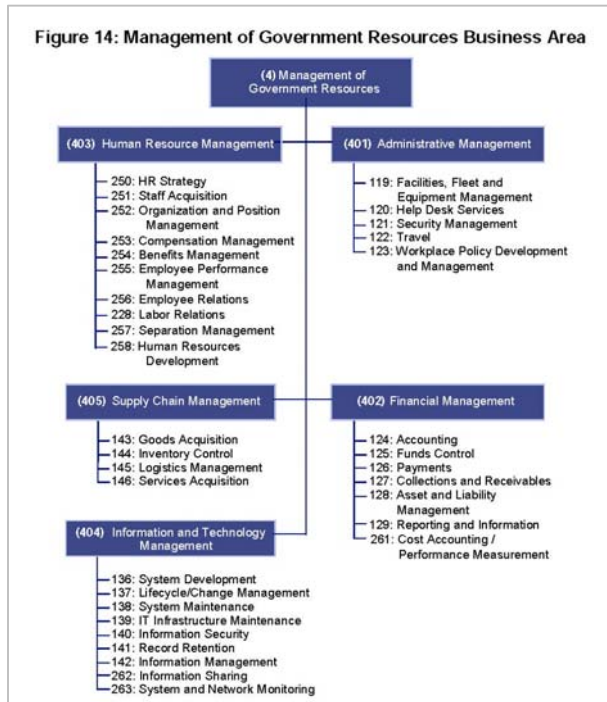 Figure 14: Management of Government Resources Business Area
(4) Management of
Government Resources
(403) Human Resource Management
250: HR Strategy
251: Staff Acquisition
252: Organization and Position
Management
253: Compensation Management
254: Benefits Management
255: Employee Performance
Management
256: Employee Relations
228: Labor Relations
257: Separation Management
258: Human Resources
Development
(401) Administrative Management
119: Facilities, Fleet and
Equipment Management
120: Help Desk Services
121: Security Management
122: Travel
123: Workplace Policy Development
and Management
(405) Supply Chain Management
143: Goods Acquisition
144: Inventory Control
145: Logistics Management
146: Services Acquisition
(402) Financial Management
124: Accounting
125: Funds Control
126: Payments
127: Collections and Receivables
128: Asset and Liability
Management
129: Reporting and Information
261: Cost Accounting /
Performance Measurement
(404) Information and Technology
Management
136: System Development
137: Lifecycle/Change Management
138: System Maintenance
139: IT Infrastructure Maintenance
140: Information Security
141: Record Retention
142: Information Management
262: Information Sharing
263: System and Network Monitoring